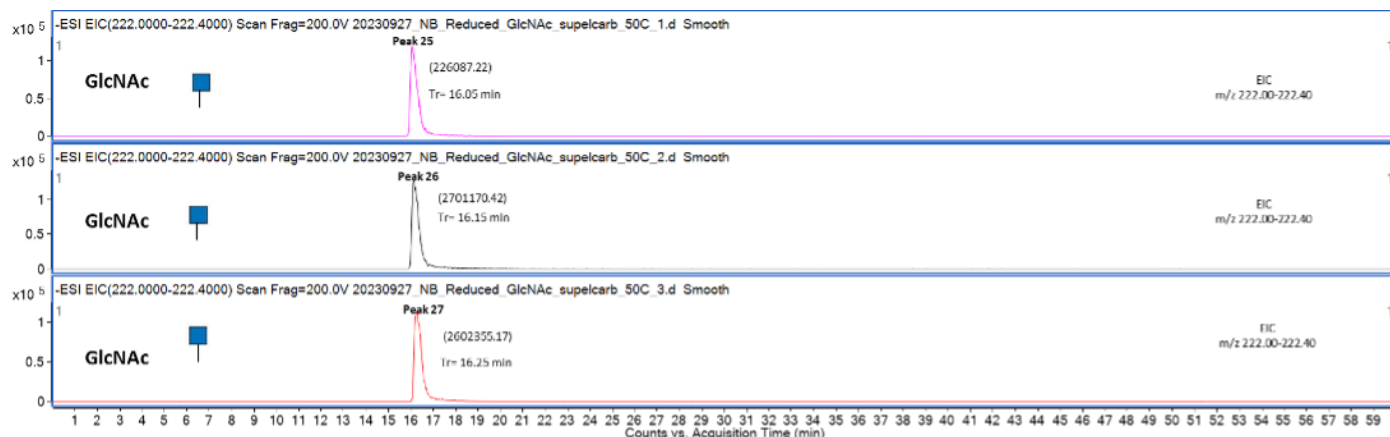 -ESI EIC(222.0000-222.4000) Scan Frag=200.0V 20230927_NB_Reduced_GlcNAc_supelcarb_50C_1.d Smooth
x10 5
1
Peak 25
1
1
(226087.22)
GlcNAc
Tr= 16.05 min
EIC
m/z 222.00-222.40
0.5
0
-ESI EIC(222.0000-222.4000) Scan Frag=200.0V 20230927_NB_Reduced_GlcNAc_supelcarb_50C_2.d Smooth
x10 5
1
Peak 26
1
1
(2701170.42)
GlcNAc
Tr= 16.15 min
EIC
m/z 222.00-222.40
0.5
0
-ESI EIC(222.0000-222.4000) Scan Frag=200.0V 20230927_NB_Reduced_GlcNAc_supelcarb_50C_3.d Smooth
x10 5
1
Peak 27
1
1
(2602355.17)
GlcNAc
Tr= 16.25 min
EIC
m/z 222.00-222.40
0.5
0
1 2 3 4 5 6 7 8 9 10 11 12 13 14 15 16 17 18 19 20 21 22 23 24 25 26 27 28 29 30 31 32 33 34 35 36 37 38 39 40 41 42 43 44 45 46 47 48 49 50 51 52 53 54 55 56 57 58 59
Counts vs. Acquisition Time (min)